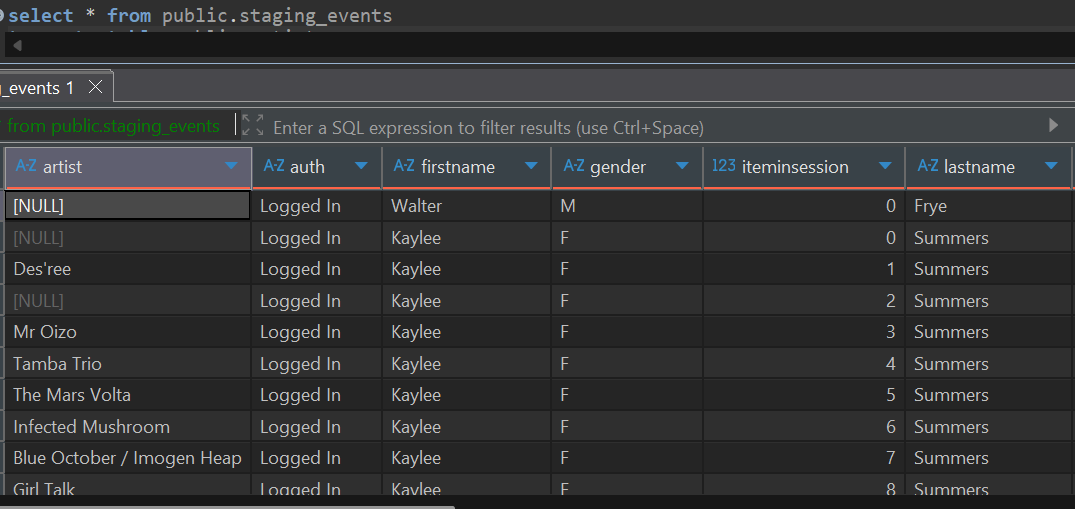 select * from public.staging_events
_events 1
from public.staging_events Enter a SQL expression to filter results (use Ctrl+Space)
A-Z artist A-Z auth A-Z firstname A-Z gender 123 iteminsession A-Z lastname
[NULL] Logged In Walter M 0 Frye
[NULL] Logged In Kaylee F 0 Summers
Des'ree Logged In Kaylee F 1 Summers
[NULL] Logged In Kaylee F 2 Summers
Mr Oizo Logged In Kaylee F 3 Summers
Tamba Trio Logged In Kaylee F 4 Summers
The Mars Volta Logged In Kaylee F 5 Summers
Infected Mushroom Logged In Kaylee F 6 Summers
Blue October / Imogen Heap Logged In Kaylee F 7 Summers
Girl Talk Logged In Kaylee F 8 Summers